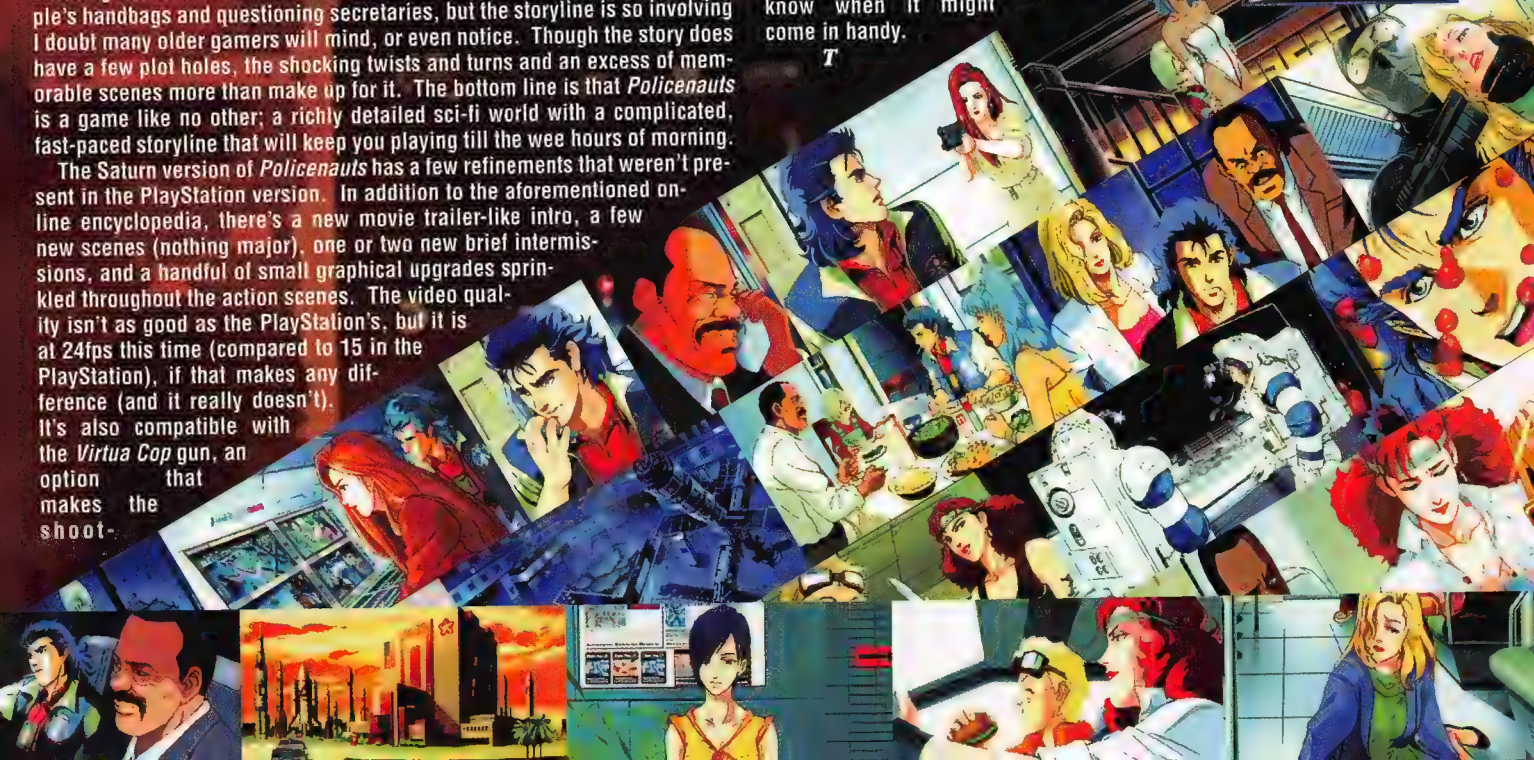 ple's handbags and questioning secretaries, but the storyline is so involving
I doubt many older gamers will mind, or even notice. Though the story does
have a few plot holes, the shocking twists and turns and an excess of mem-
orable scenes more than make up for it. The bottom line is that Policenauts
is a game like no other; a richly detailed sci-fi world with a complicated,
fast-paced storyline that will keep you playing till the wee hours of morning.
The Saturn version of Policenauts has a few refinements that weren't pre-
sent in the PlayStation version. In addition to the aforementioned on-
line encyclopedia, there's a new movie trailer-like intro, a few
new scenes (nothing major), one or two new brief intermis-
sions, and a handful of small graphical upgrades sprin-
kled throughout the action scenes. The video qual-
ity isn't as good as the PlayStation's, but it is
at 24fps this time (compared to 15 in the
PlayStation), if that makes any dif-
ference (and it really doesn't).
It's also compatible with
the Virtua Cop gun, an
option that
makes the
shoot-
know when it might
come in handy.
T